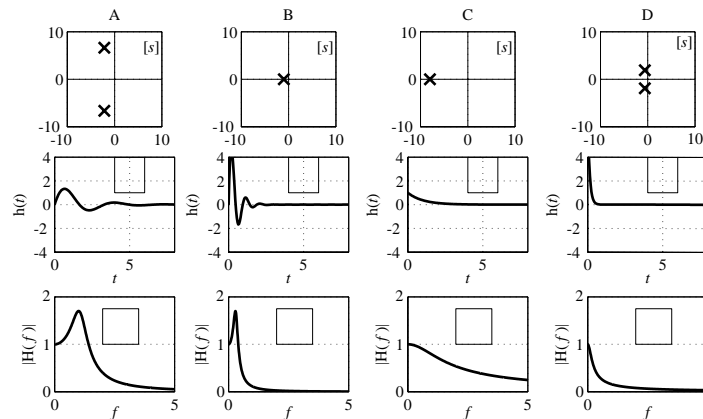 A B C D
10 10 10 10
[s] [s] [s] [s]
0 0 0 0
-10 -10 -10 -10
-10 0 10 -10 0 10 -10 0 10 -10 0 10
4 4 4 4
2 2 2 2
h(t) 0 h(t) 0 h(t) 0 h(t) 0
-2 -2 -2 -2
-4 -4 -4 -4
0 5 0 5 0 5 0 5
t t t t
2 2 2 2
|H(f)| 1 |H(f)| 1 |H(f)| 1 |H(f)| 1
0 0 0 0
0 5 0 5 0 5 0 5
f f f f